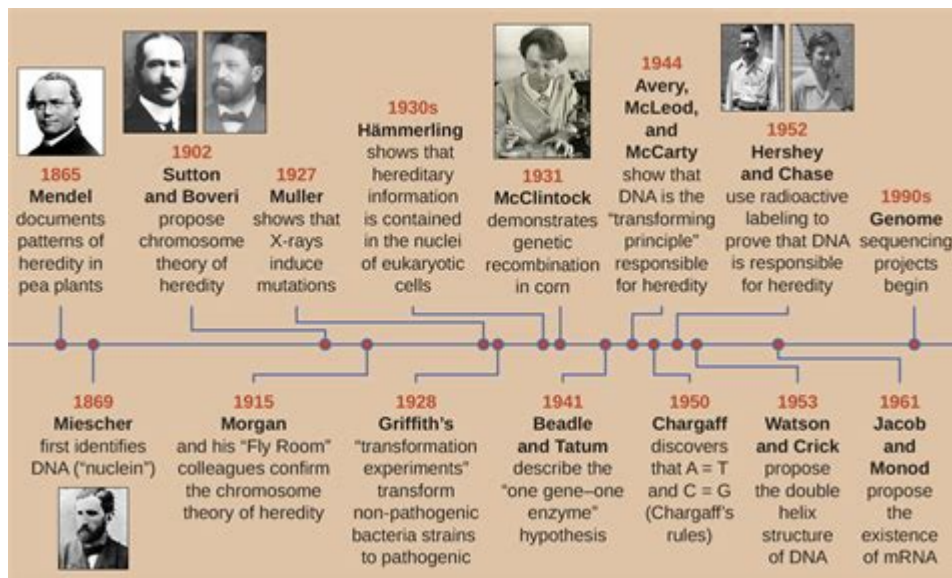 1865
Mendel
documents
patterns of
heredity in
pea plants
1902
Sutton
and Boveri
propose
chromosome
theory of
heredity
1927
Muller
shows that
X-rays
induce
mutations
1930s
Hämmerling
shows that
hereditary
information
is contained
in the nuclei
of eukaryotic
cells
1931
McClintock
demonstrates
genetic
recombination
in corn
1944
Avery,
McLeod,
and
McCarty
show that
DNA is the
“transforming
principle”
responsible
for heredity
1952
Hershey
and Chase
use radioactive
labeling to
prove that DNA
is responsible
for heredity
1990s
Genome
sequencing
projects
begin
1869
Miescher
first identifies
DNA (“nuclein”)
1915
Morgan
and his “Fly Room”
colleagues confirm
the chromosome
theory of heredity
1928
Griffith's
“transformation
experiments”
transform
non-pathogenic
bacteria strains
to pathogenic
1941
Beadle
and Tatum
describe the
“one gene–one
enzyme”
hypothesis
1950
Chargaff
discovers
that A = T
and C = G
(Chargaff's
rules)
1953
Watson
and Crick
propose
the double
helix
structure
of DNA
1961
Jacob
and
Monod
propose
the
existence
of mRNA